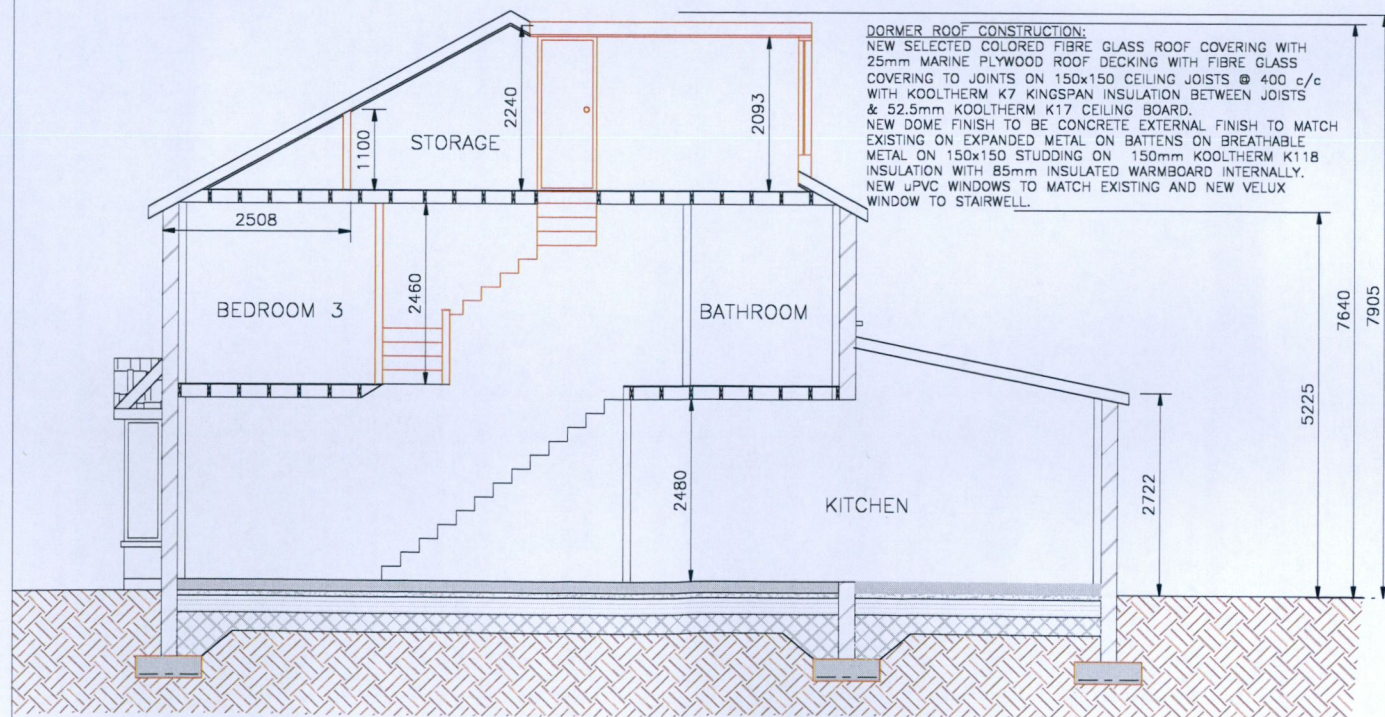 DORMER ROOF CONSTRUCTION:
NEW SELECTED COLORED FIBRE GLASS ROOF COVERING WITH
25mm MARINE PLYWOOD ROOF DECKING WITH FIBRE GLASS
COVERING TO JOINTS ON 150x150 CEILING JOISTS @ 400 c/c
WITH KOOLTHERM K7 KINGSPAN INSULATION BETWEEN JOISTS
& 52.5mm KOOLTHERM K17 CEILING BOARD.
NEW DOME FINISH TO BE CONCRETE EXTERNAL FINISH TO MATCH
EXISTING ON EXPANDED METAL ON BATTENS ON BREATHABLE
METAL ON 150x150 STUDDING ON 150mm KOOLTHERM K118
INSULATION WITH 85mm INSULATED WARMBOARD INTERNALLY.
NEW uPVC WINDOWS TO MATCH EXISTING AND NEW VELUX
WINDOW TO STAIRWELL.
1100
STORAGE
2240
2093
2508
BEDROOM 3
2460
BATHROOM
7640
7905
5225
2480
KITCHEN
2722